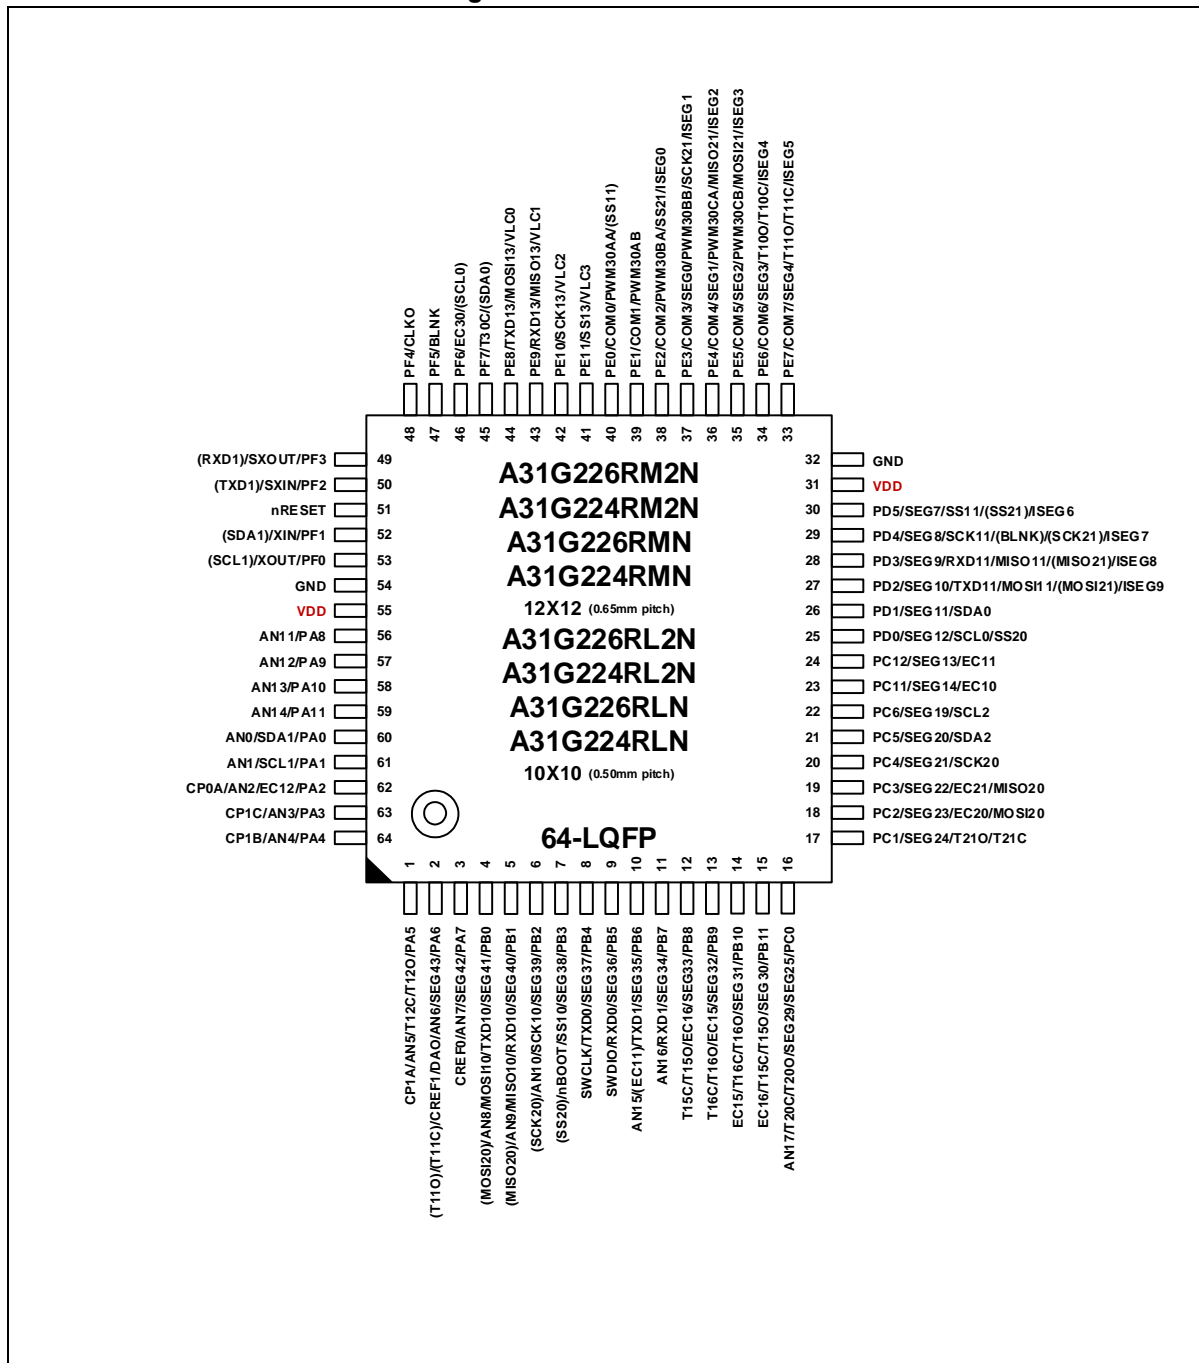 PF4/CLKO
PF5/BLNK
PF6/EC30/(SCL0)
PF7/T30C/(SDA0)
PE8/TXD13/MOSI13/VLC0
PE9/RXD13/MISO13/VLC1
PE10/SCK13/VLC2
PE11/SS13/VLC3
PE0/COM0/PWM30AA/(SS11)
PE1/COM1/PWM30AB
PE2/COM2/PWM30BA/SS21/ISEG0
PE3/COM3/SEG0/PWM30BB/SCK21/ISEG1
PE4/COM4/SEG1/PWM30CA/MISO21/ISEG2
PE5/COM5/SEG2/PWM30CB/MOSI21/ISEG3
PE6/COM6/SEG3/T10O/T10C/ISEG4
PE7/COM7/SEG4/T11O/T11C/ISEG5
48 47 46 45 44 43 42 41 40 39 38 37 36 35 34 33
(RXD1)/SXOUT/PF3 49
(TXD1)/SXIN/PF2 50
nRESET 51
(SDA1)/XIN/PF1 52
(SCL1)/XOUT/PF0 53
GND 54
VDD 55
AN11/PA8 56
AN12/PA9 57
AN13/PA10 58
AN14/PA11 59
AN0/SDA1/PA0 60
AN1/SCL1/PA1 61
CP0A/AN2/EC12/PA2 62
CP1C/AN3/PA3 63
CP1B/AN4/PA4 64
A31G226RM2N
A31G224RM2N
A31G226RMN
A31G224RMN
12X12 (0.65mm pitch)
A31G226RL2N
A31G224RL2N
A31G226RLN
A31G224RLN
10X10 (0.50mm pitch)
64-LQFP
32 GND
31 VDD
30 PD5/SEG7/SS11/(SS21)/ISEG6
29 PD4/SEG8/SCK11/(BLNK)/(SCK21)/ISEG7
28 PD3/SEG9/RXD11/MISO11/(MISO21)/ISEG8
27 PD2/SEG10/TXD11/MOSI11/(MOSI21)/ISEG9
26 PD1/SEG11/SDA0
25 PD0/SEG12/SCL0/SS20
24 PC12/SEG13/EC11
23 PC11/SEG14/EC10
22 PC6/SEG19/SCL2
21 PC5/SEG20/SDA2
20 PC4/SEG21/SCK20
19 PC3/SEG22/EC21/MISO20
18 PC2/SEG23/EC20/MOSI20
17 PC1/SEG24/T21O/T21C
1 2 3 4 5 6 7 8 9 10 11 12 13 14 15 16
CP1A/AN5/T12C/T12O/PA5
(T11O)/(T11C)/CREF1/DAO/AN6/SEG43/PA6
CREF0/AN7/SEG42/PA7
(MOSI20)/AN8/MOSI10/TXD10/SEG41/PB0
(MISO20)/AN9/MISO10/RXD10/SEG40/PB1
(SCK20)/AN10/SCK10/SEG39/PB2
(SS20)/nBOOT/SS10/SEG38/PB3
SWCLK/TXD0/SEG37/PB4
SWDIO/RXD0/SEG36/PB5
AN15/(EC11)/TXD1/SEG35/PB6
AN16/RXD1/SEG34/PB7
T15C/T15O/EC16/SEG33/PB8
T16C/T16O/EC15/SEG32/PB9
EC15/T16C/T16O/SEG31/PB10
EC16/T15C/T15O/SEG30/PB11
AN17/T20C/T20O/SEG29/SEG25/PC0